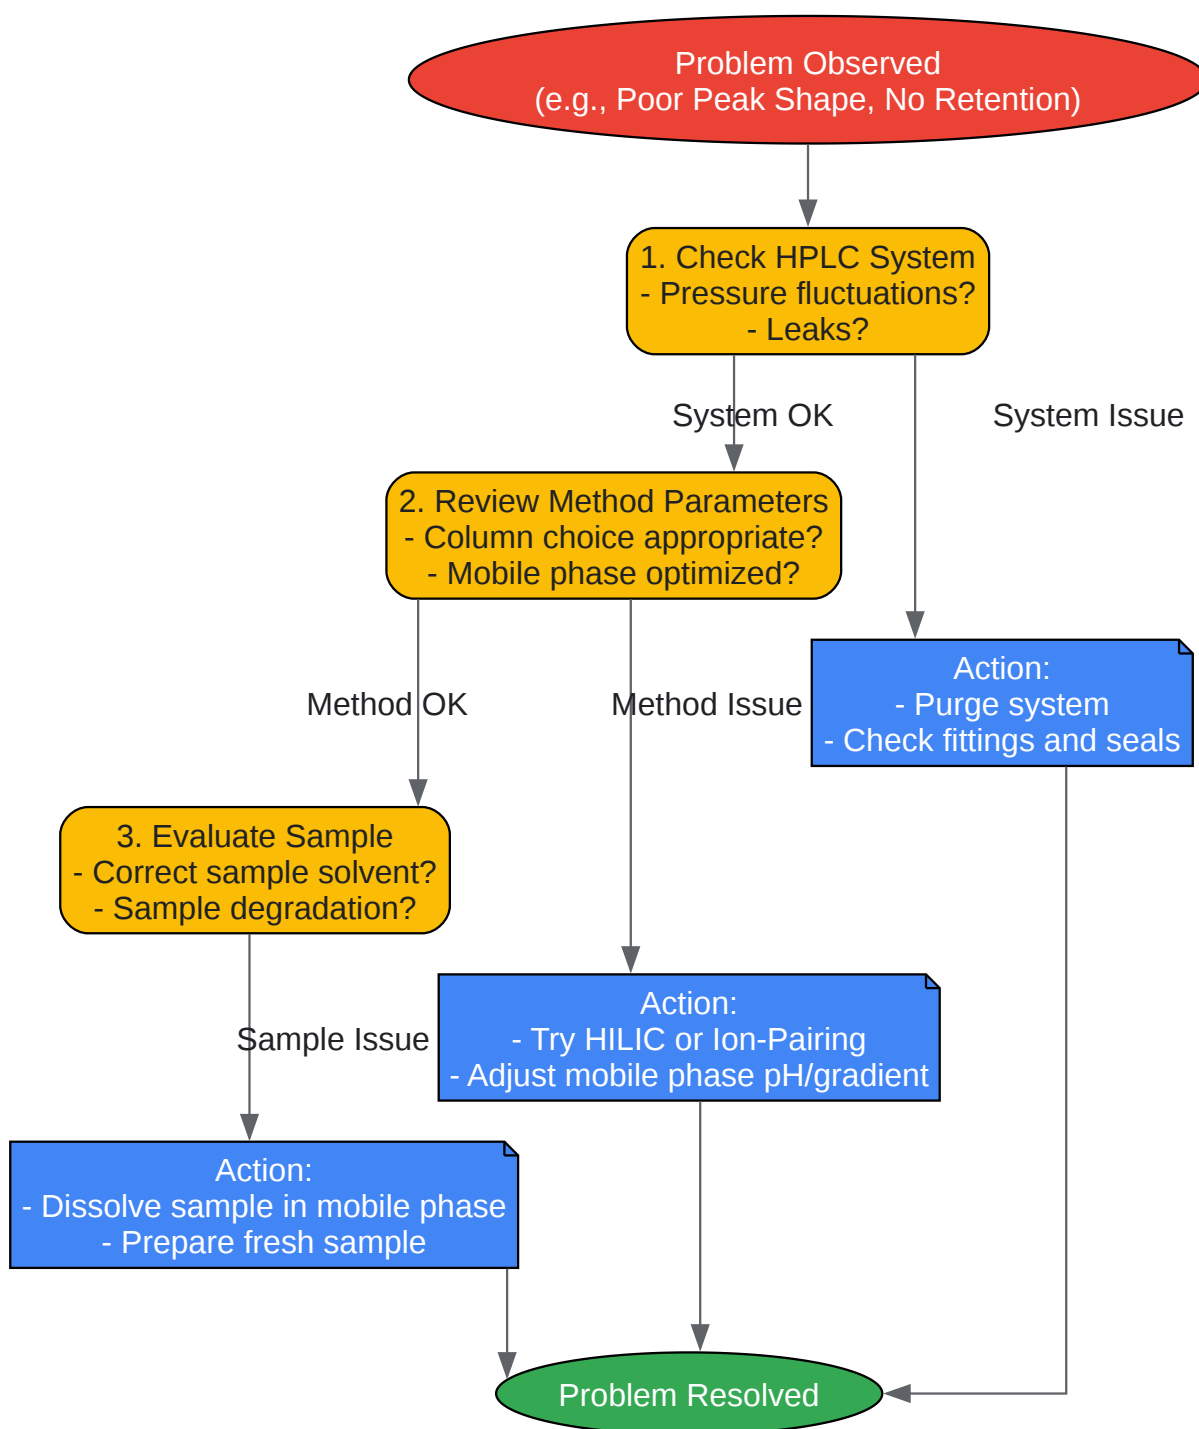 Problem Observed
(e.g., Poor Peak Shape, No Retention)
1. Check HPLC System
- Pressure fluctuations?
- Leaks?
System OK
System Issue
2. Review Method Parameters
- Column choice appropriate?
- Mobile phase optimized?
Action:
- Purge system
- Check fittings and seals
Method OK
Method Issue
3. Evaluate Sample
- Correct sample solvent?
- Sample degradation?
Action:
- Try HILIC or Ion-Pairing
- Adjust mobile phase pH/gradient
Sample Issue
Action:
- Dissolve sample in mobile phase
- Prepare fresh sample
Problem Resolved